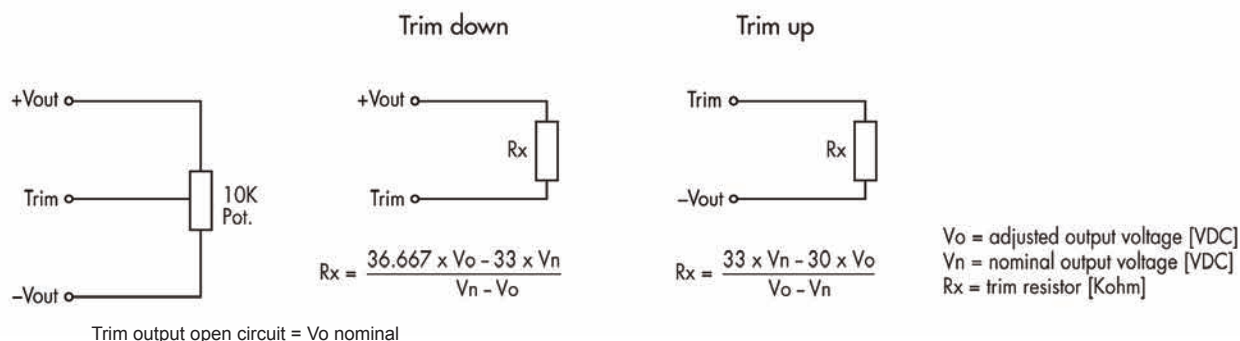 Trim down
Trim up
+Vout
Trim
10K
Pot.
–Vout
+Vout
Rx
Trim
Trim
Rx
–Vout
Rx = 36.667 x Vo – 33 x Vn / Vn – Vo
Rx = 33 x Vn – 30 x Vo / Vo – Vn
Vo = adjusted output voltage [VDC]
Vn = nominal output voltage [VDC]
Rx = trim resistor [Kohm]
Trim output open circuit = Vo nominal